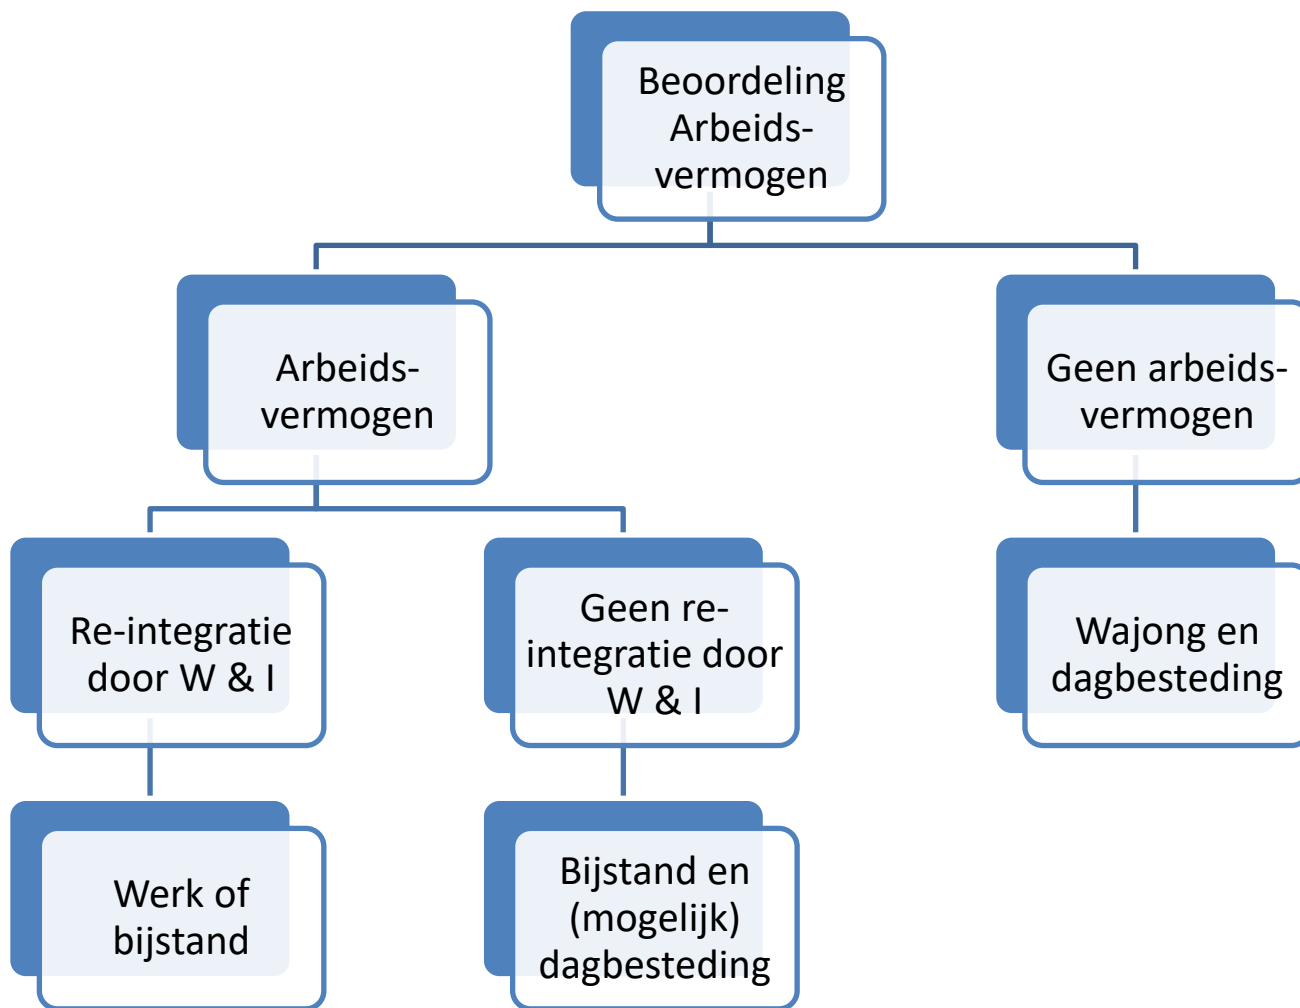 Beoordeling
Arbeids-
vermogen
Arbeids-
vermogen
Geen arbeids-
vermogen
Re-integratie
door W & I
Geen re-
integratie door
W & I
Wajong en
dagbesteding
Werk of
bijstand
Bijstand en
(mogelijk)
dagbesteding